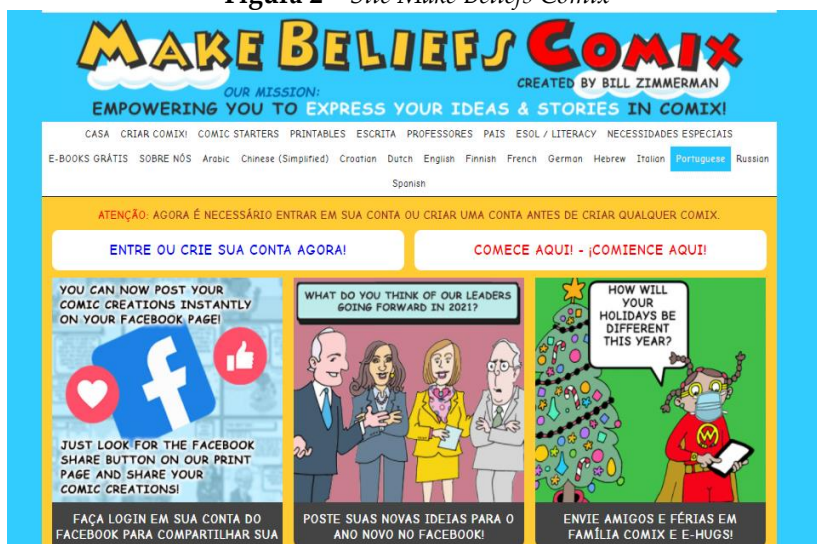 Figura 2 – Site Make Beliefs Comix
MAKE BELIEFS COMIX
CREATED BY BILL ZIMMERMAN
OUR MISSION:
EMPOWERING YOU TO EXPRESS YOUR IDEAS & STORIES IN COMIX!
CASA CRIAR COMIX! COMIC STARTERS PRINTABLES ESCRITA PROFESSORES PAIS ESOL / LITERACY NECESSIDADES ESPECIAIS
E-BOOKS GRÁTIS SOBRE NÓS Arabic Chinese (Simplified) Croatian Dutch English Finnish French German Hebrew Italian Portuguese Russian
Spanish
ATENÇÃO: AGORA É NECESSÁRIO ENTRAR EM SUA CONTA OU CRIAR UMA CONTA ANTES DE CRIAR QUALQUER COMIX.
ENTRE OU CRIE SUA CONTA AGORA!
COMECE AQUI! - ¡COMIENCE AQUI!
YOU CAN NOW POST YOUR
COMIC CREATIONS INSTANTLY
ON YOUR FACEBOOK PAGE!
JUST LOOK FOR THE FACEBOOK
SHARE BUTTON ON OUR PRINT
PAGE AND SHARE YOUR
COMIC CREATIONS!
FAÇA LOGIN EM SUA CONTA DO
FACEBOOK PARA COMPARTILHAR SUA
WHAT DO YOU THINK OF OUR LEADERS
GOING FORWARD IN 2021?
POSTE SUAS NOVAS IDEIAS PARA O
ANO NOVO NO FACEBOOK!
HOW WILL
YOUR
HOLIDAYS BE
DIFFERENT
THIS YEAR?
W
ENVIE AMIGOS E FÉRIAS EM
FAMÍLIA COMIX E E-HUGS!